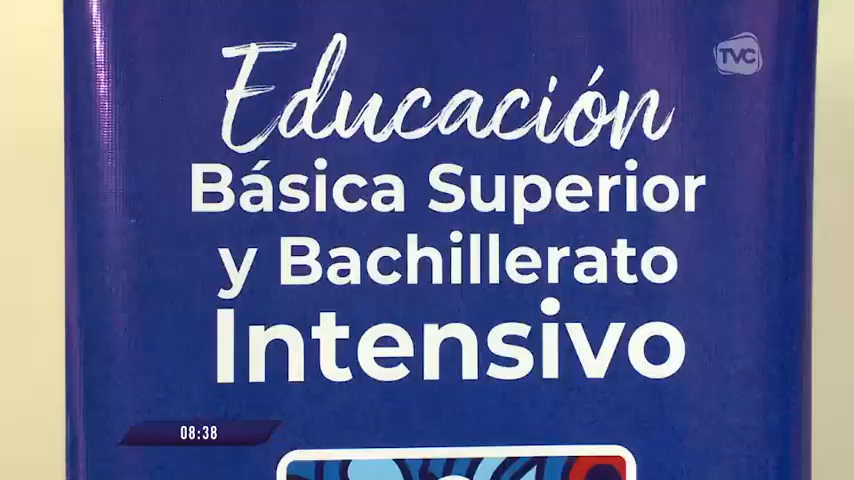 TVC
Educación
Básica Superior
y Bachillerato
Intensivo
08:38